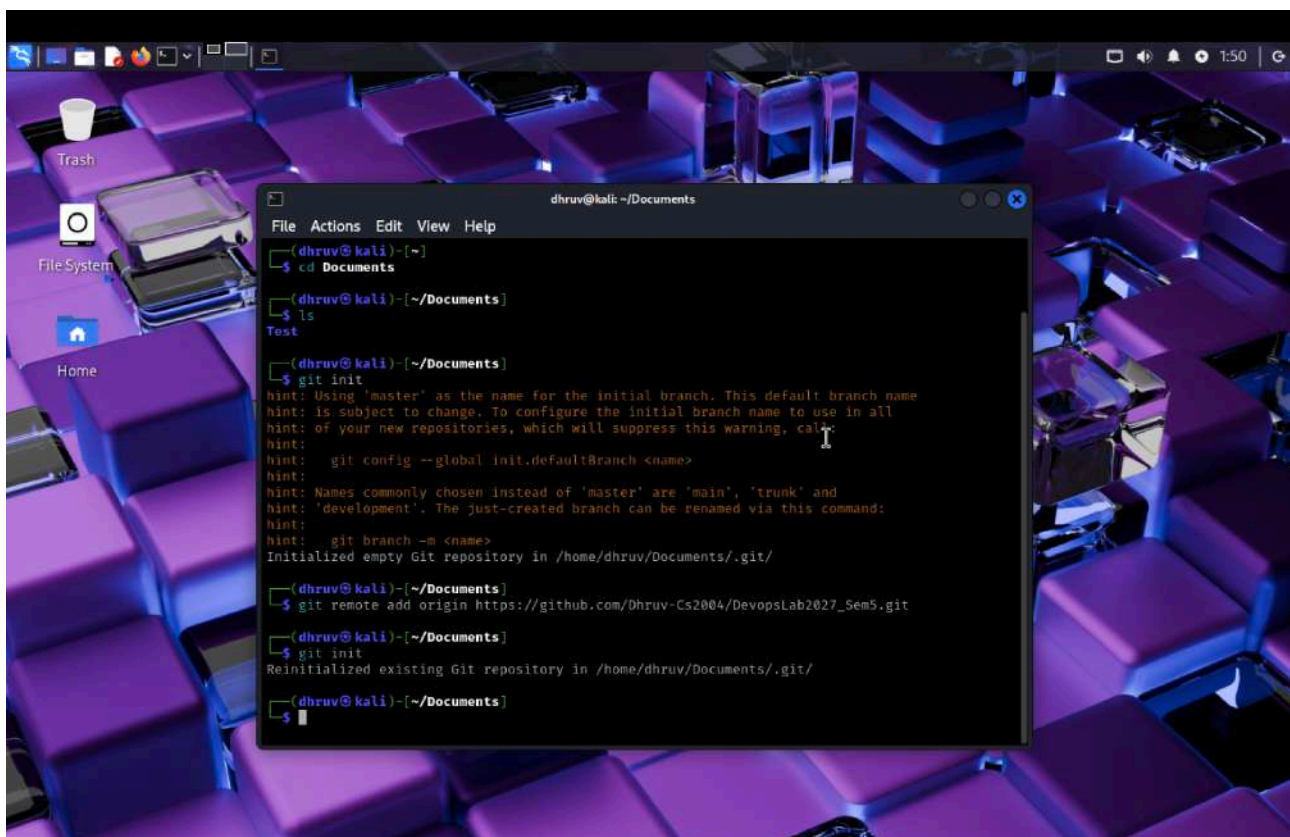 1:50
Trash
File System
Home
dhruv@kali: ~/Documents
File Actions Edit View Help
(dhruv㉿kali)-[~]
$ cd Documents
(dhruv㉿kali)-[~/Documents]
$ ls
Test
(dhruv㉿kali)-[~/Documents]
$ git init
hint: Using 'master' as the name for the initial branch. This default branch name
hint: is subject to change. To configure the initial branch name to use in all
hint: of your new repositories, which will suppress this warning, call:
hint:
hint:   git config --global init.defaultBranch <name>
hint:
hint: Names commonly chosen instead of 'master' are 'main', 'trunk' and
hint: 'development'. The just-created branch can be renamed via this command:
hint:
hint:   git branch -m <name>
Initialized empty Git repository in /home/dhruv/Documents/.git/
(dhruv㉿kali)-[~/Documents]
$ git remote add origin https://github.com/Dhruv-Cs2004/DevopsLab2027_Sem5.git
(dhruv㉿kali)-[~/Documents]
$ git init
Reinitialized existing Git repository in /home/dhruv/Documents/.git/
(dhruv㉿kali)-[~/Documents]
$